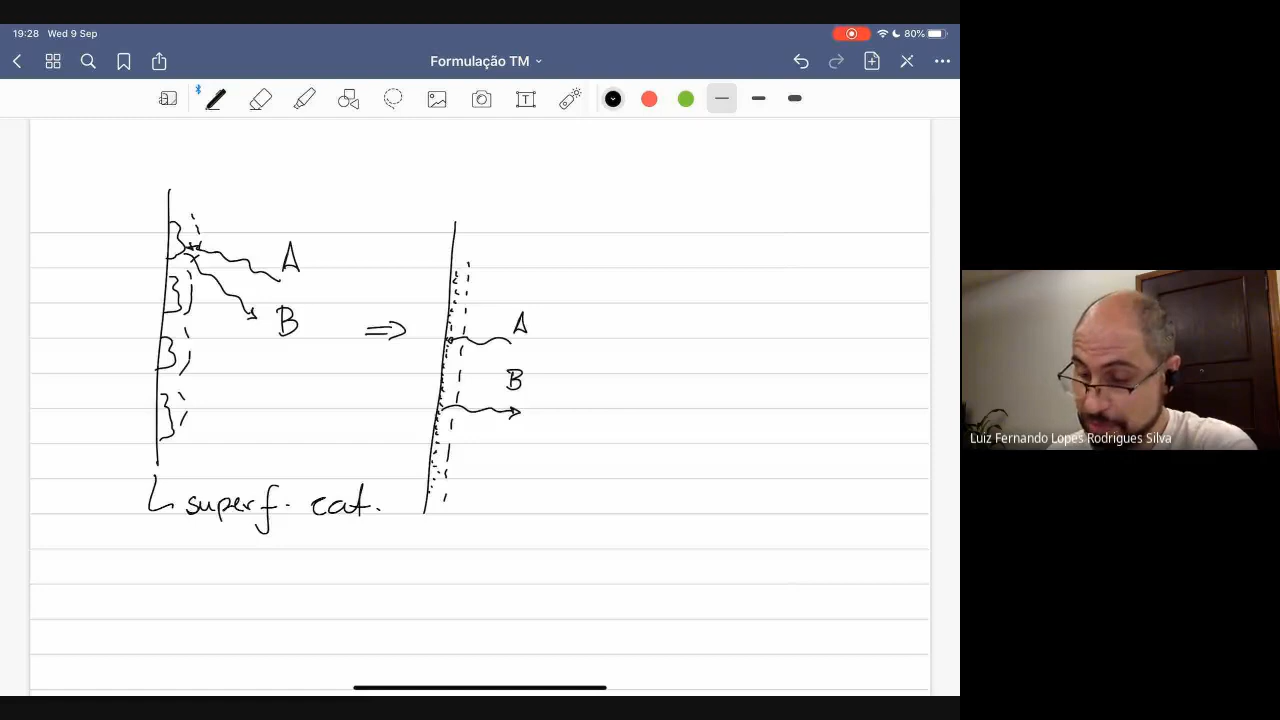 19:28 Wed 9 Sep
80%
Formulação TM
T
A
B
⇒
A
B
superf. cat.
Luiz Fernando Lopes Rodrigues Silva